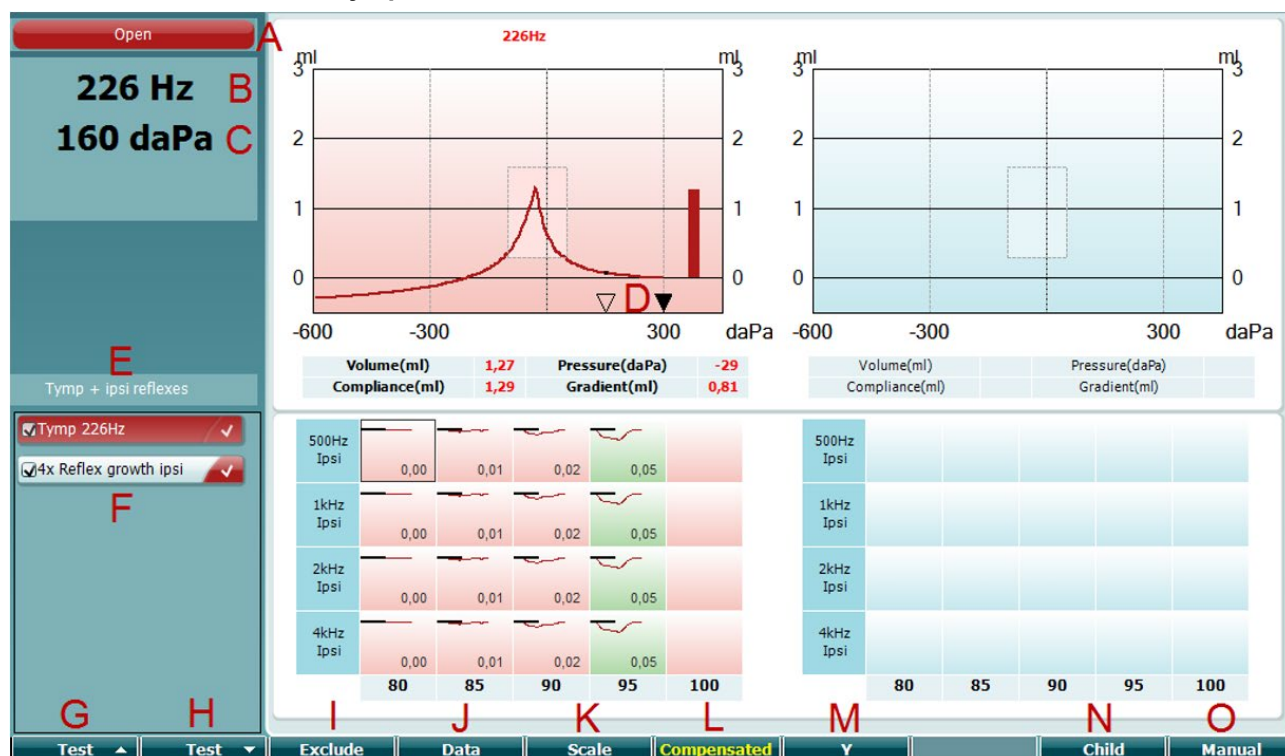 Open A
226 Hz B
160 daPa C
E
Tymp + ipsi reflexes
Tymp 226Hz
4x Reflex growth ipsi
F
226Hz
ml ml
3 3
2 2
1 1
0 0
D
-600 -300 300 daPa
Volume(ml) 1,27 Pressure(daPa) -29
Compliance(ml) 1,29 Gradient(ml) 0,81
ml ml
3 3
2 2
1 1
0 0
-600 -300 300 daPa
Volume(ml) Pressure(daPa)
Compliance(ml) Gradient(ml)
500Hz
Ipsi 0,00 0,01 0,02 0,05
1kHz
Ipsi 0,00 0,01 0,02 0,05
2kHz
Ipsi 0,00 0,01 0,02 0,05
4kHz
Ipsi 0,00 0,01 0,02 0,05
80 85 90 95 100
500Hz
Ipsi
1kHz
Ipsi
2kHz
Ipsi
4kHz
Ipsi
80 85 90 95 100
G H I J K L M N O
Test Test Exclude Data Scale Compensated Y Child Manual